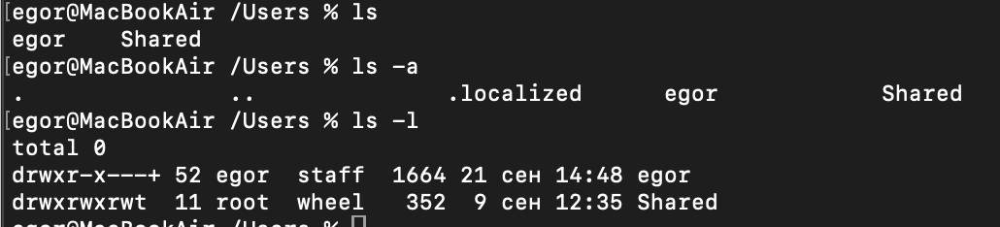 [egor@MacBookAir /Users % ls
egor    Shared
[egor@MacBookAir /Users % ls -a
.               ..              .localized      egor            Shared
[egor@MacBookAir /Users % ls -l
total 0
drwxr-x---+ 52 egor  staff  1664 21 сен 14:48 egor
drwxrwxrwt  11 root  wheel   352  9 сен 12:35 Shared
egor@MacBookAir /Users %